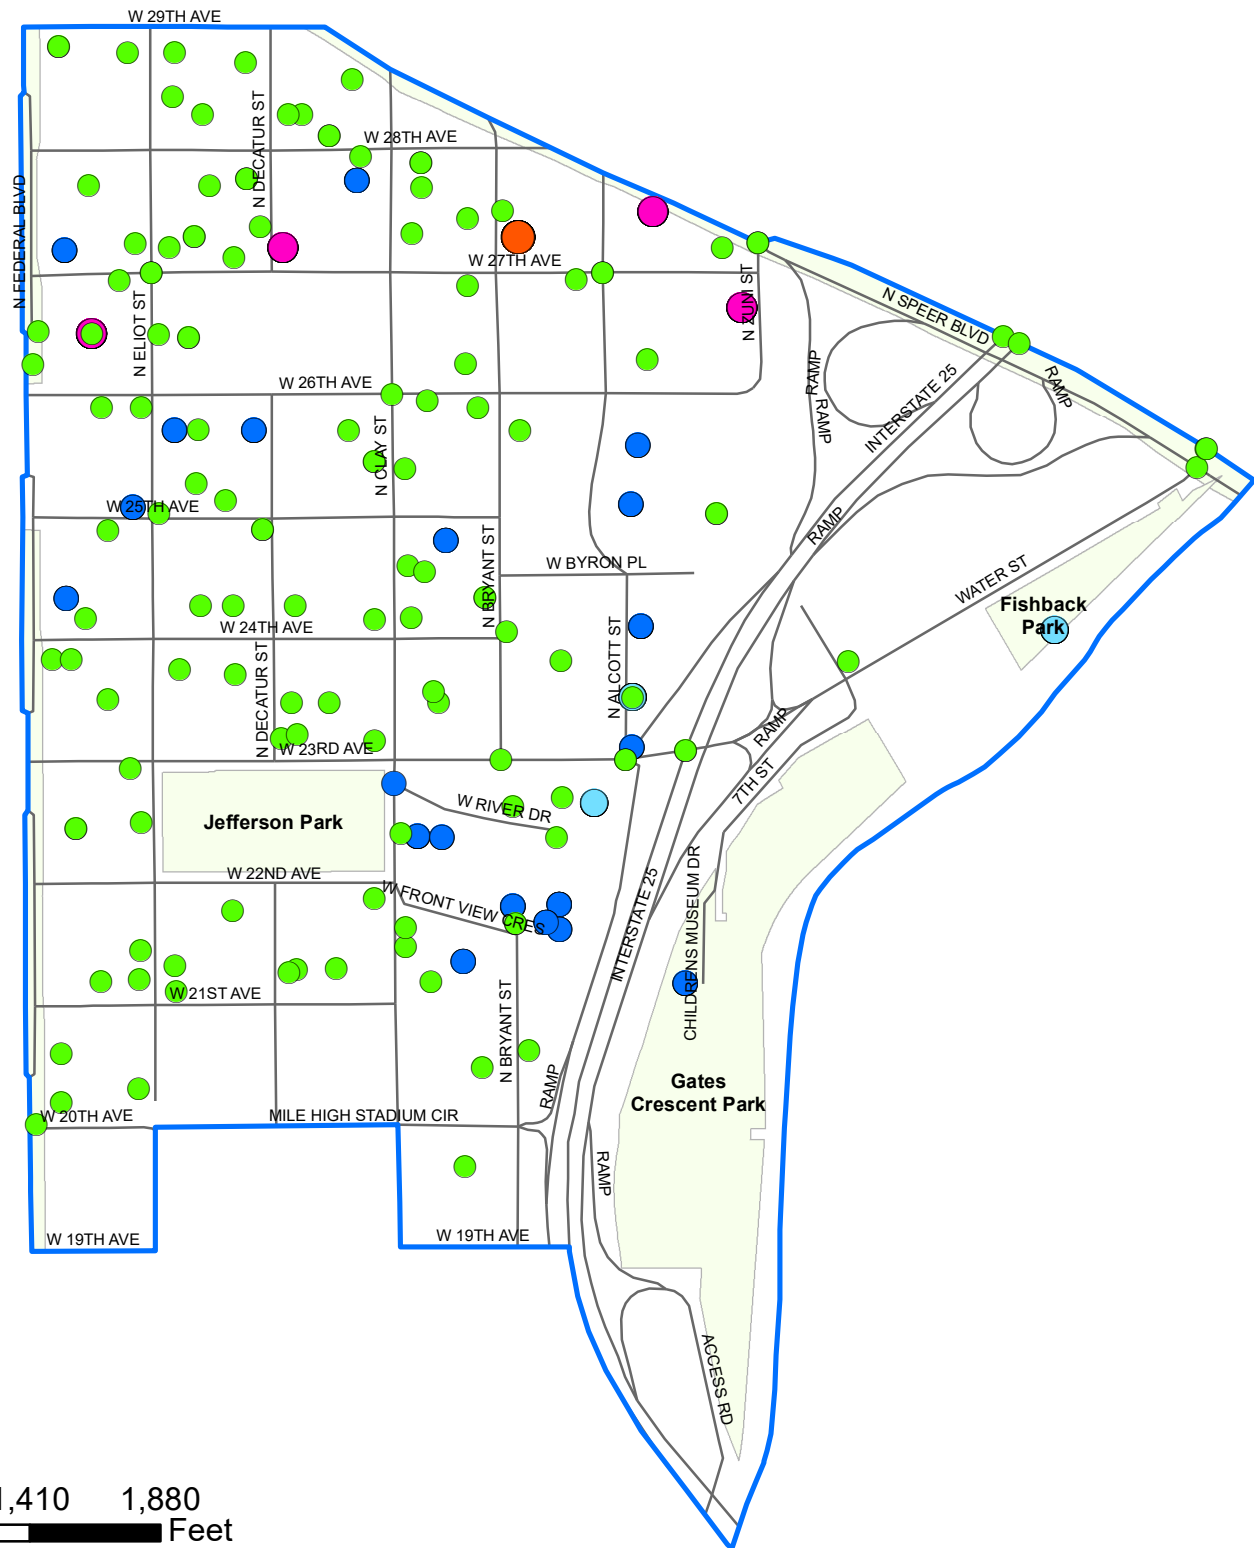 W 29TH AVE
N DECATUR ST
W 28TH AVE
N FEDERAL BLVD
W 27TH AVE
N ZUNI ST
N SPEER BLVD
N ELIOT ST
RAMP
RAMP
INTERSTATE 25
RAMP
W 26TH AVE
N CLAY ST
W 25TH AVE
RAMP
N BRYANT ST
W BYRON PL
WATER ST
Fishback
Park
W 24TH AVE
N ALCOTT ST
N DECATUR ST
RAMP
W 23RD AVE
7TH ST
W RIVER DR
Jefferson Park
W 22ND AVE
W FRONT VIEW CRES
INTERSTATE 25
CHILDRENS MUSEUM DR
W 21ST AVE
N BRYANT ST
RAMP
Gates
Crescent Park
W 20TH AVE
MILE HIGH STADIUM CIR
RAMP
W 19TH AVE
W 19TH AVE
ACCESS RD
1,410 1,880
Feet